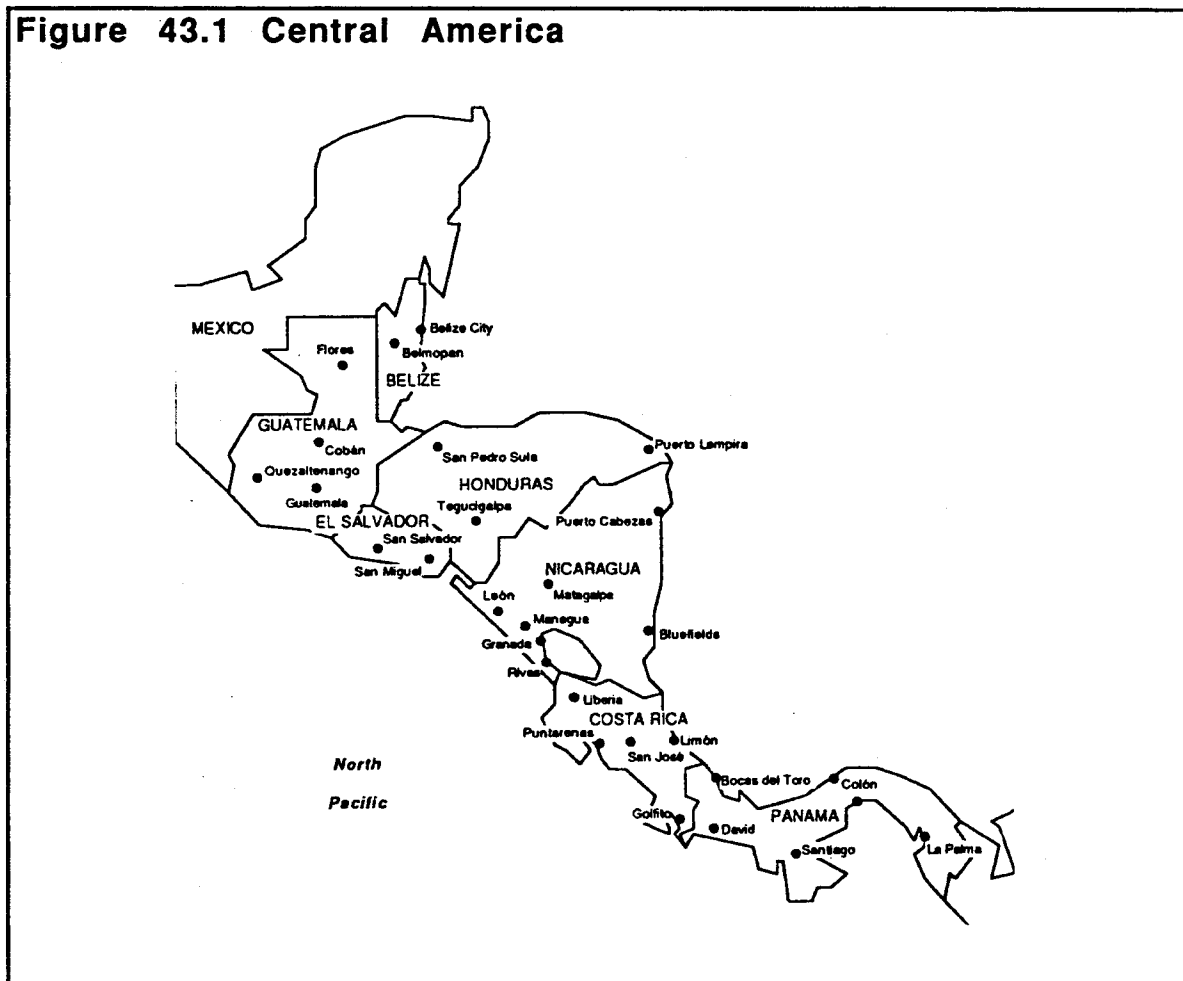 Figure 43.1 Central America
MEXICO
Belize City
Flores
Belmopan
BELIZE
GUATEMALA
Cobán
San Pedro Sula
Puerto Lempira
Quezaltenango
HONDURAS
Guatemala
Tegucigalpa
EL SALVADOR
Puerto Cabezas
San Salvador
San Miguel
NICARAGUA
Matagalpa
León
Managua
Granada
Bluefields
Rivas
Liberia
COSTA RICA
Puntarenas
Limón
San José
North
Pacific
Bocas del Toro
Colón
Golfito
PANAMA
David
Santiago
La Palma